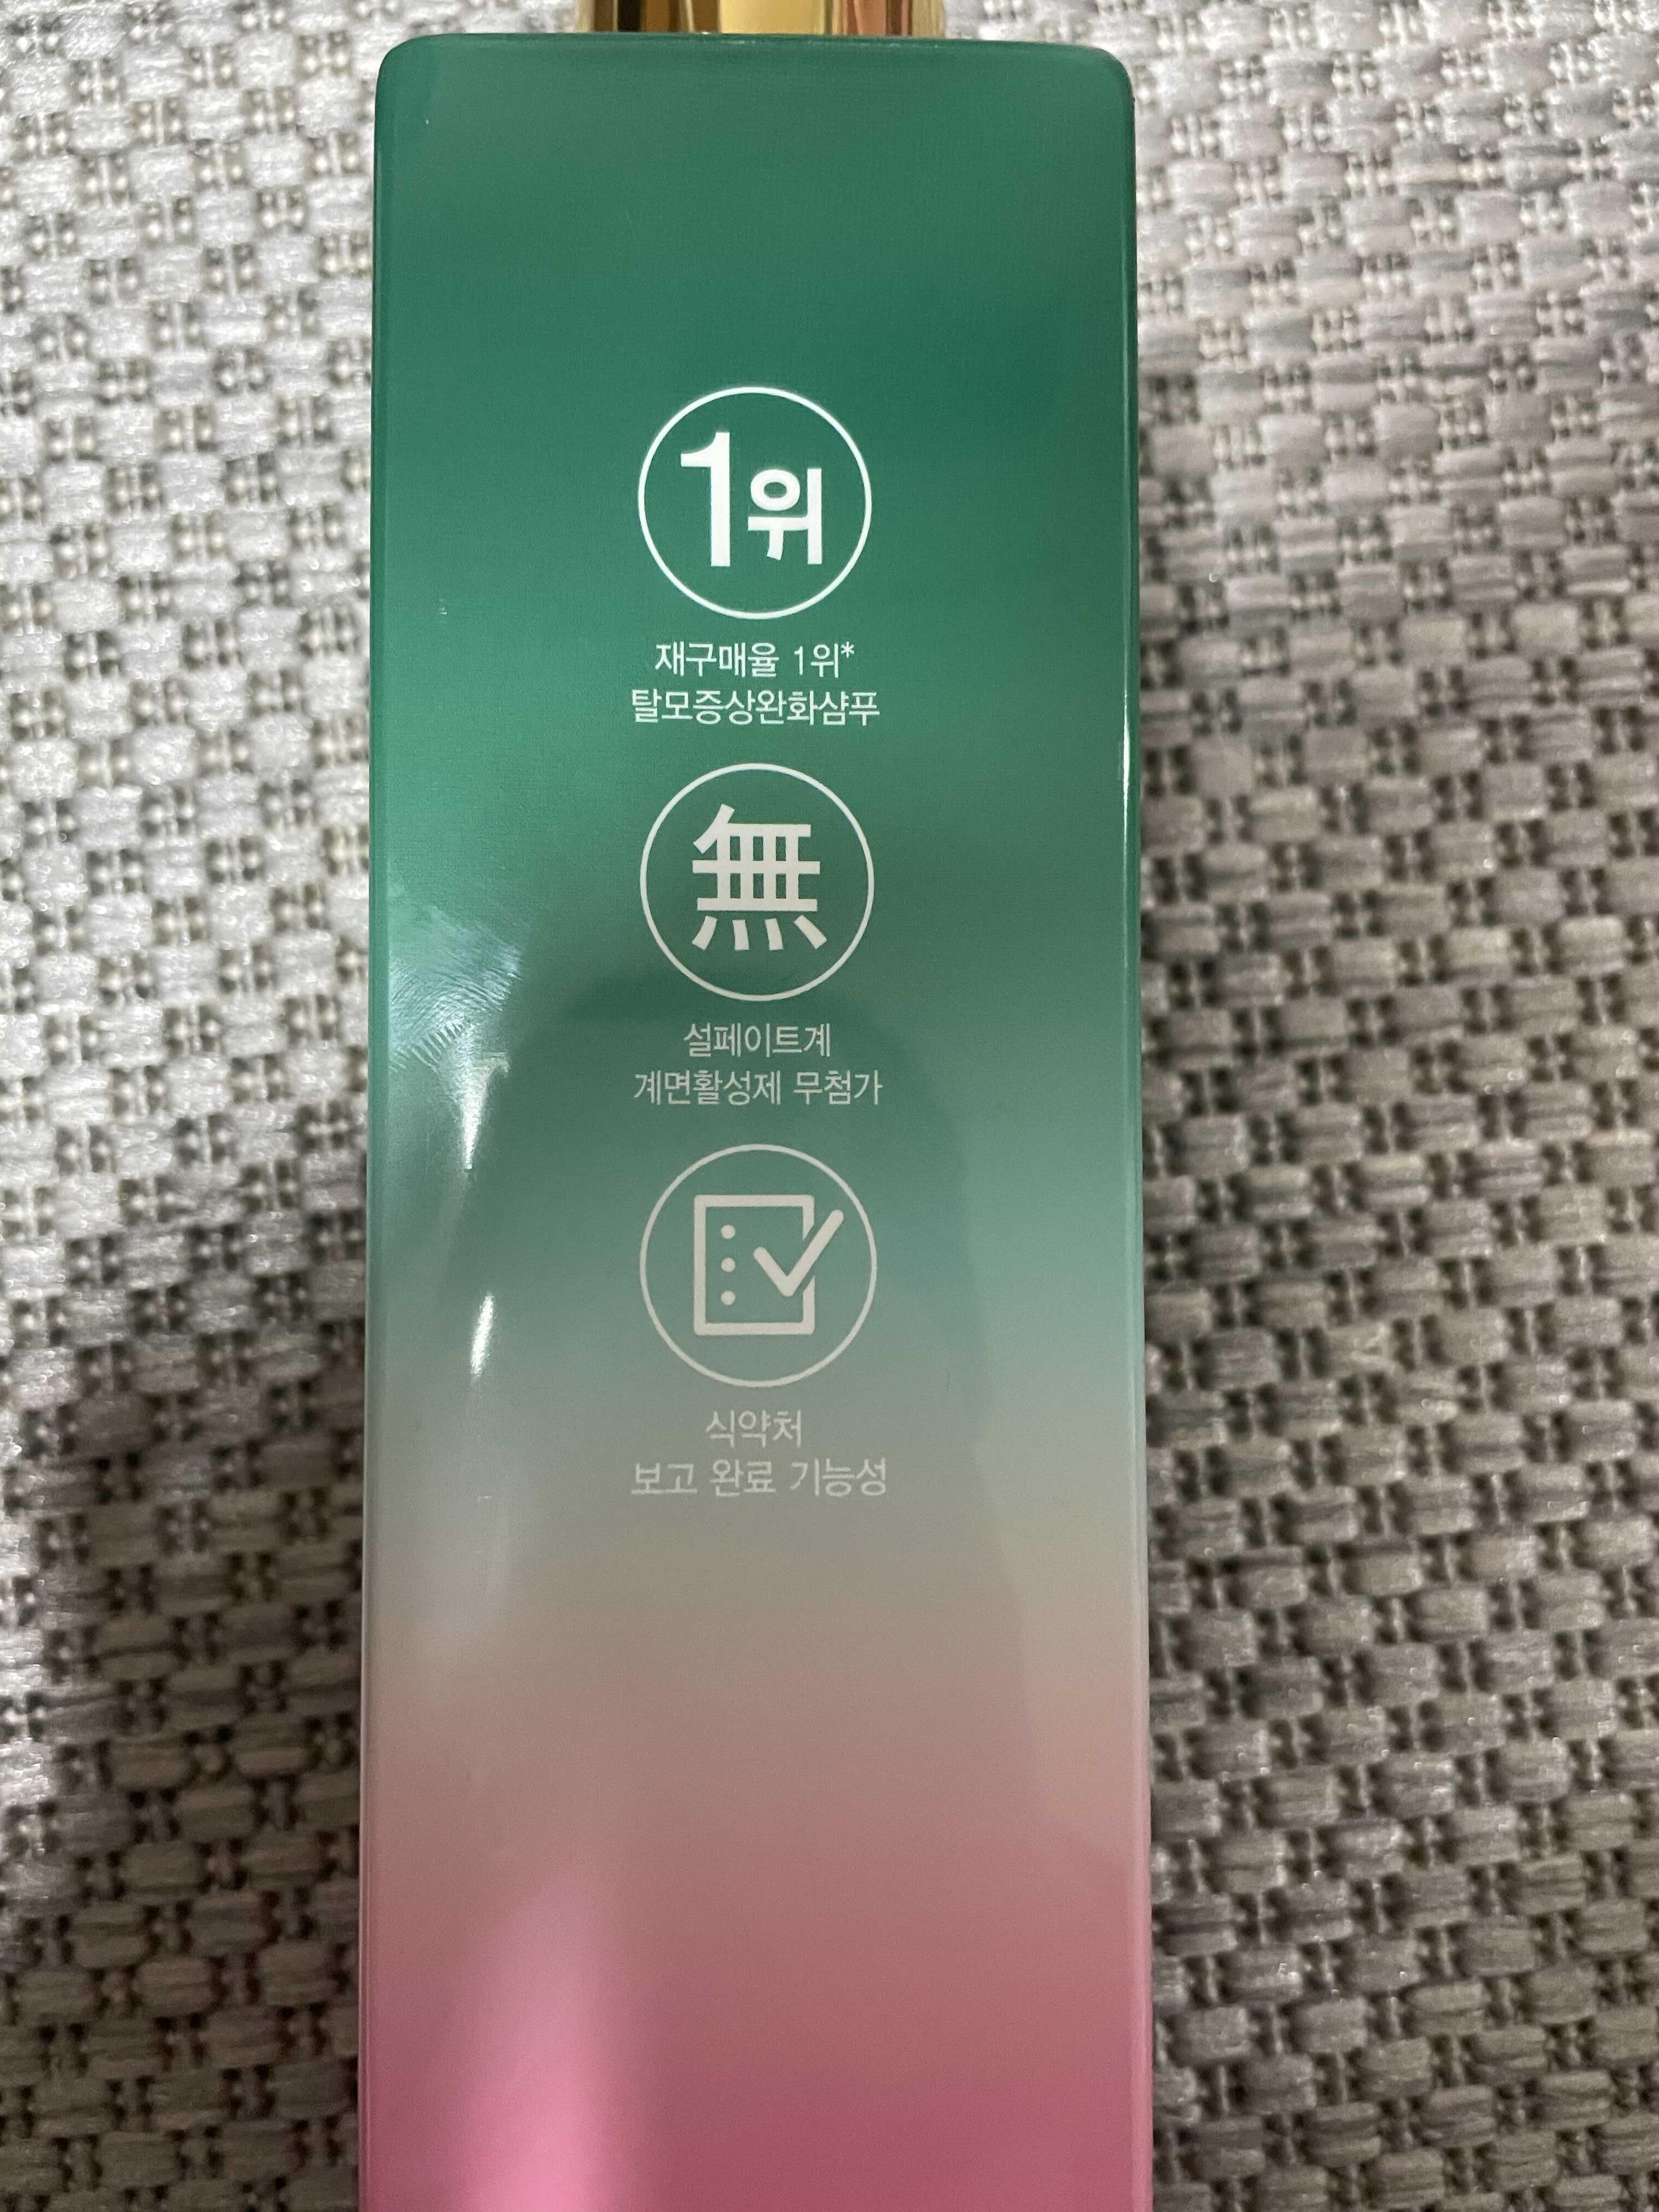 1위
재구매율 1위*
탈모증상완화샴푸
無
설페이트계
계면활성제 무첨가
식약처
보고 완료 기능성